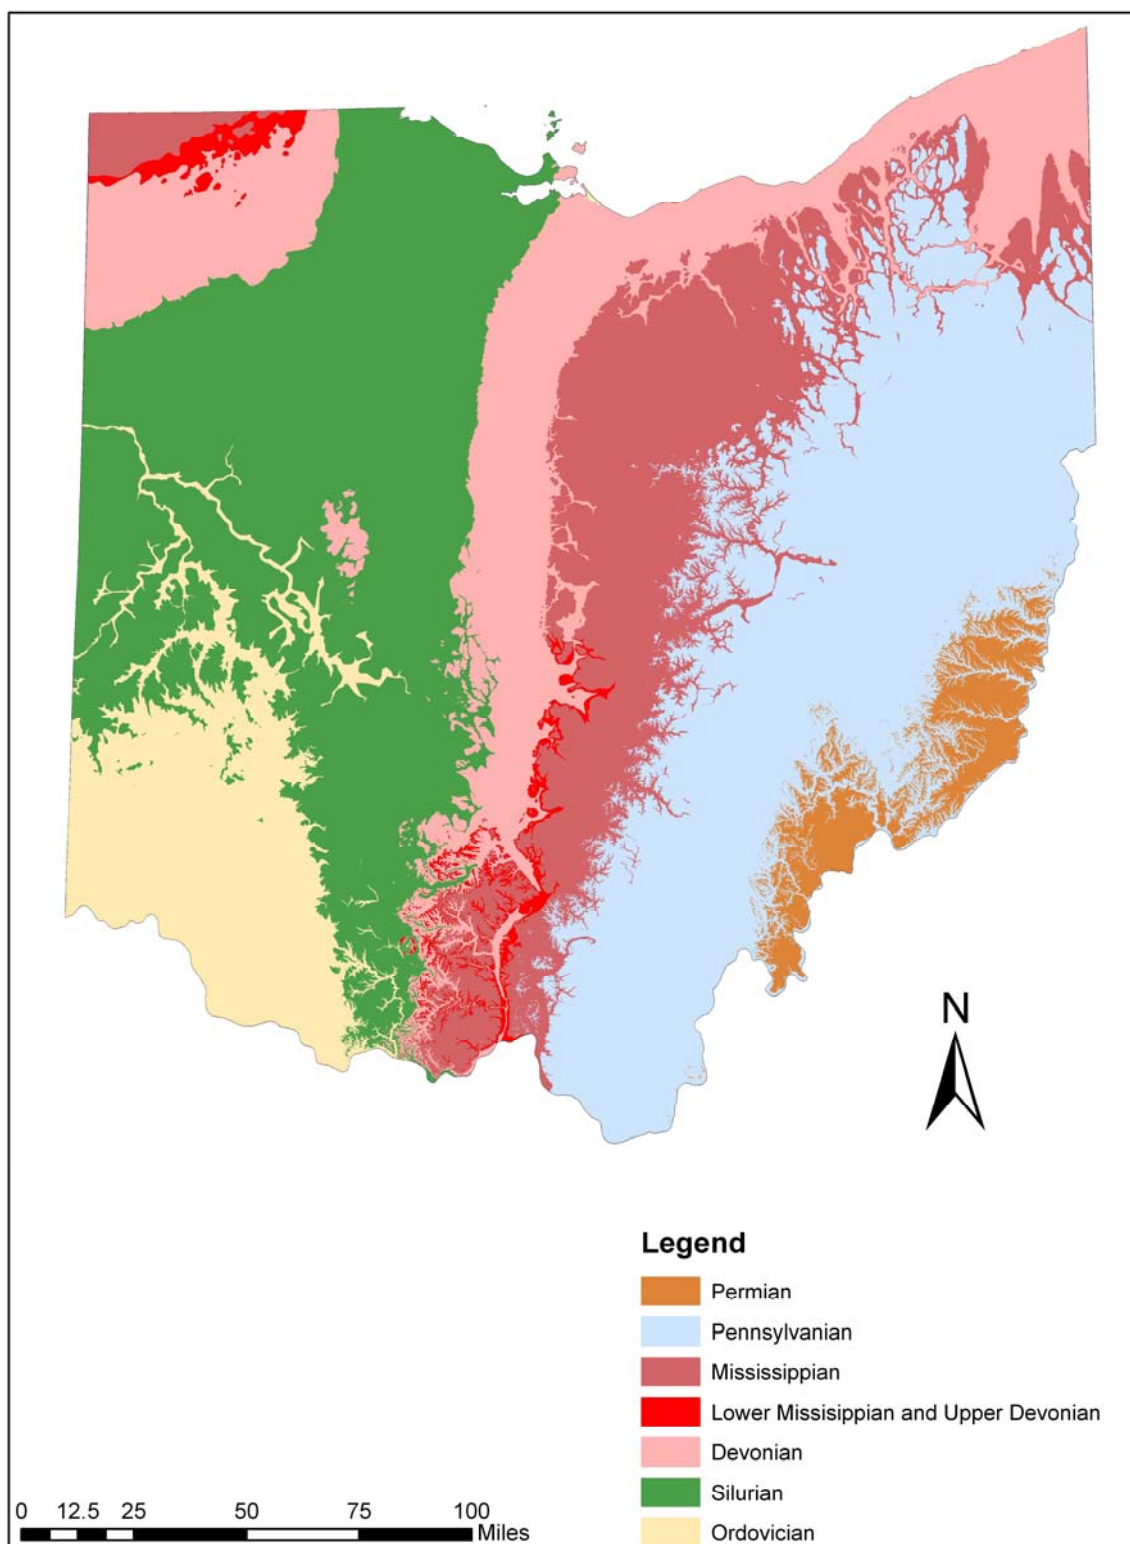 N
Legend
Permian
Pennsylvanian
Mississippian
Lower Missisippian and Upper Devonian
Devonian
Silurian
Ordovician
0 12.5 25 50 75 100
Miles